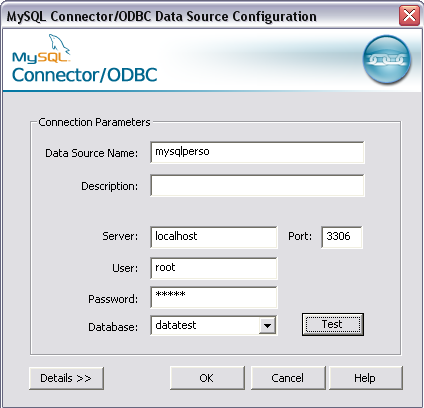 MySQL Connector/ODBC Data Source Configuration
MySQL
Connector/ODBC
Connection Parameters
Data Source Name: mysqlperso
Description:
Server: localhost Port: 3306
User: root
Password: *****
Database: datatest Test
Details >> OK Cancel Help